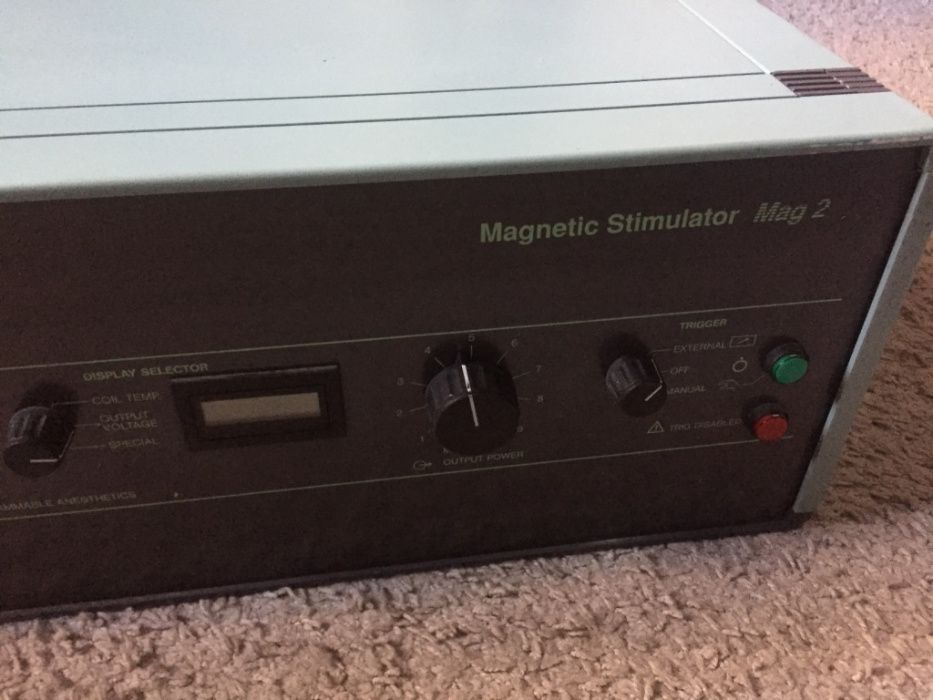 Magnetic Stimulator Mag 2
DISPLAY SELECTOR
COIL TEMP.
OUTPUT
VOLTAGE
SPECIAL
1
2
3
4
5
6
7
8
9
OUTPUT POWER
TRIGGER
EXTERNAL
OFF
MANUAL
TRIG DISABLED
AMMABLE ANESTHETICS